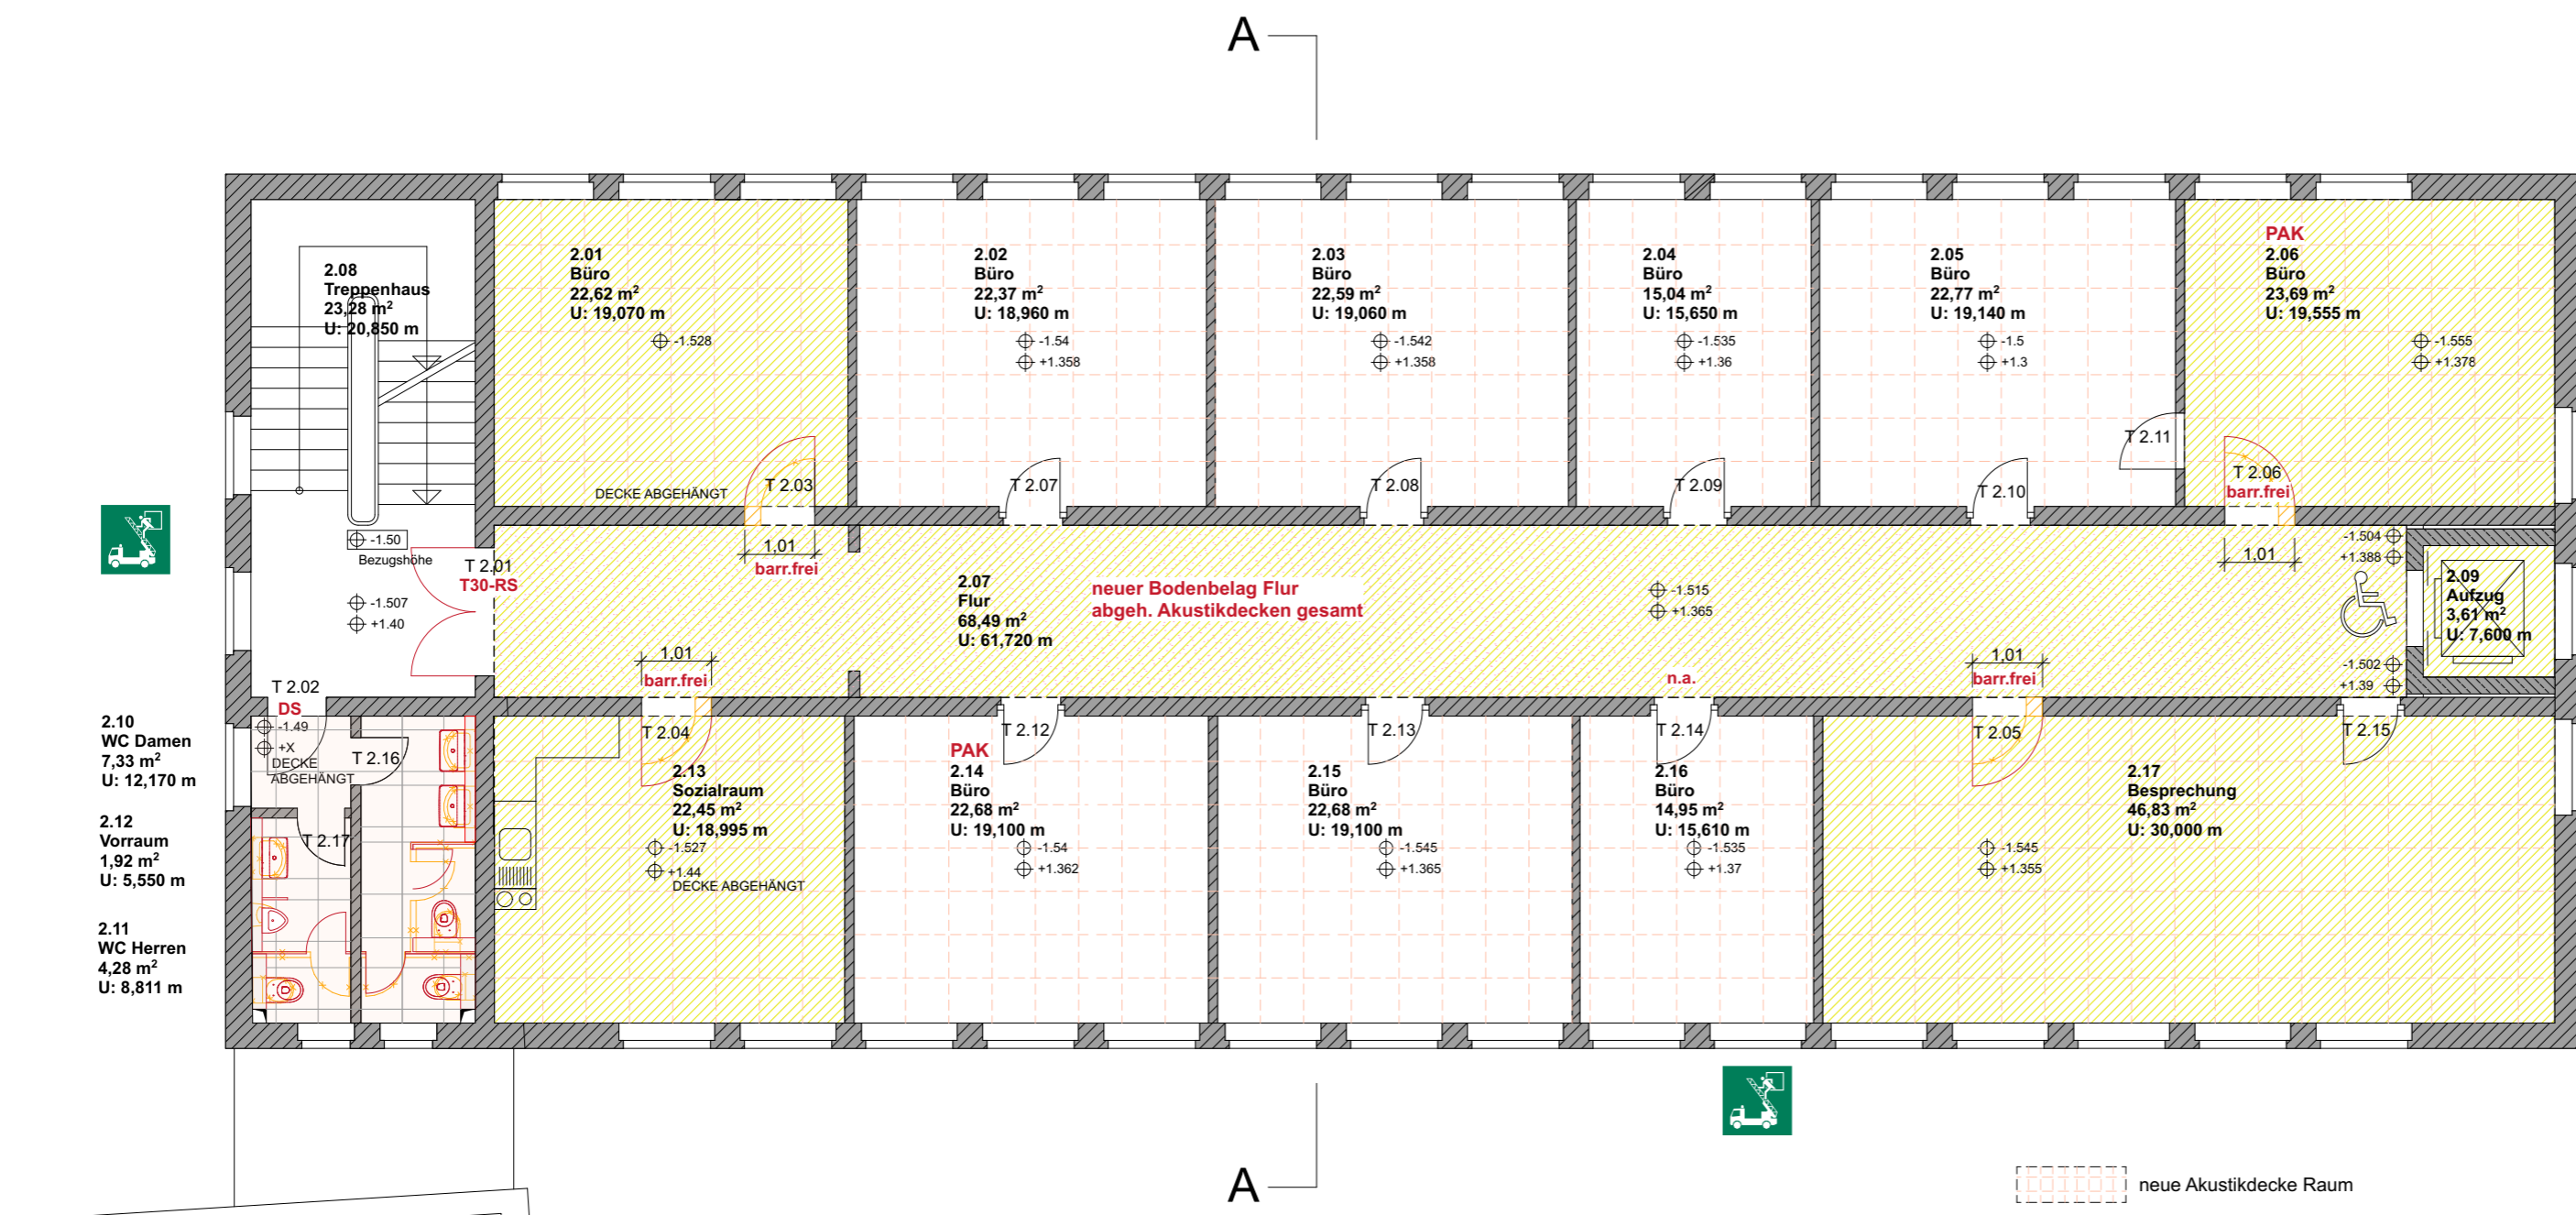 A
2.08
Treppenhaus
23,28 m²
U: 20,850 m
2.01
Büro
22,62 m²
U: 19,070 m
-1.528
DECKE ABGEHÄNGT
T 2.03
2.02
Büro
22,37 m²
U: 18,960 m
-1.54
+1.358
T 2.07
2.03
Büro
22,59 m²
U: 19,060 m
-1.542
+1.358
T 2.08
2.04
Büro
15,04 m²
U: 15,650 m
-1.535
+1.36
T 2.09
2.05
Büro
22,77 m²
U: 19,140 m
-1.5
+1.3
T 2.10
T 2.11
PAK
2.06
Büro
23,69 m²
U: 19,555 m
-1.555
+1.378
T 2.06
barr.frei
-1.50
Bezugshöhe
T 2.01
T30-RS
-1.507
+1.40
1,01
barr.frei
2.07
Flur
68,49 m²
U: 61,720 m
neuer Bodenbelag Flur
abgeh. Akustikdecken gesamt
-1.515
+1.365
1,01
-1.504
+1.388
2.09
Aufzug
3,61 m²
U: 7,600 m
-1.502
+1.39
1,01
barr.frei
n.a.
1,01
barr.frei
T 2.02
DS
-1.49
+X
DECKE
ABGEHÄNGT
T 2.16
T 2.17
2.10
WC Damen
7,33 m²
U: 12,170 m
2.12
Vorraum
1,92 m²
U: 5,550 m
2.11
WC Herren
4,28 m²
U: 8,811 m
T 2.04
2.13
Sozialraum
22,45 m²
U: 18,995 m
-1.527
+1.44
DECKE ABGEHÄNGT
T 2.12
PAK
2.14
Büro
22,68 m²
U: 19,100 m
-1.54
+1.362
T 2.13
2.15
Büro
22,68 m²
U: 19,100 m
-1.545
+1.365
T 2.14
2.16
Büro
14,95 m²
U: 15,610 m
-1.535
+1.37
T 2.05
T 2.15
2.17
Besprechung
46,83 m²
U: 30,000 m
-1.545
+1.355
A
neue Akustikdecke Raum